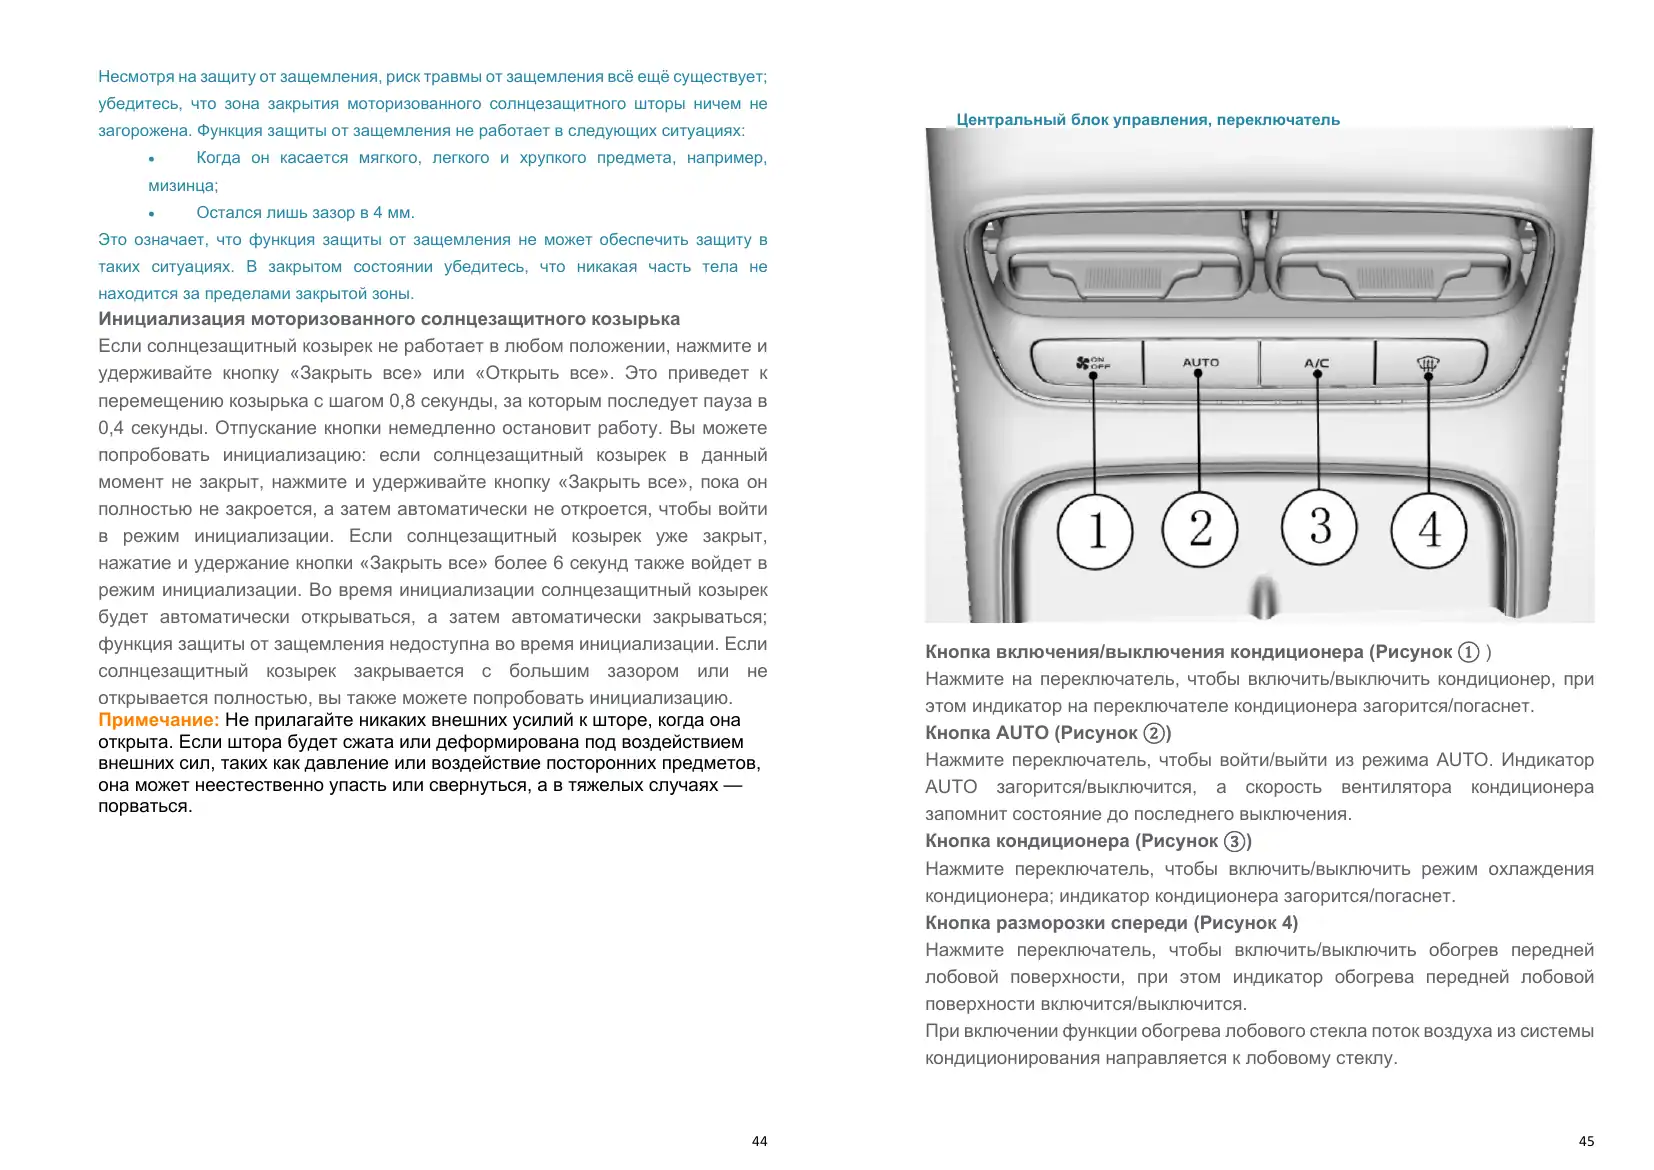 Несмотря на защиту от защемления, риск травмы от защемления всё ещё существует;
убедитесь, что зона закрытия моторизованного солнцезащитного шторы ничем не
загорожена. Функция защиты от защемления не работает в следующих ситуациях:
• Когда он касается мягкого, легкого и хрупкого предмета, например,
мизинца;
• Остался лишь зазор в 4 мм.
Это означает, что функция защиты от защемления не может обеспечить защиту в
таких ситуациях. В закрытом состоянии убедитесь, что никакая часть тела не
находится за пределами закрытой зоны.
Инициализация моторизованного солнцезащитного козырька
Если солнцезащитный козырек не работает в любом положении, нажмите и
удерживайте кнопку «Закрыть все» или «Открыть все». Это приведет к
перемещению козырька с шагом 0,8 секунды, за которым последует пауза в
0,4 секунды. Отпускание кнопки немедленно остановит работу. Вы можете
попробовать инициализацию: если солнцезащитный козырек в данный
момент не закрыт, нажмите и удерживайте кнопку «Закрыть все», пока он
полностью не закроется, а затем автоматически не откроется, чтобы войти
в режим инициализации. Если солнцезащитный козырек уже закрыт,
нажатие и удержание кнопки «Закрыть все» более 6 секунд также войдет в
режим инициализации. Во время инициализации солнцезащитный козырек
будет автоматически открываться, а затем автоматически закрываться;
функция защиты от защемления недоступна во время инициализации. Если
солнцезащитный козырек закрывается с большим зазором или не
открывается полностью, вы также можете попробовать инициализацию.
Примечание: Не прилагайте никаких внешних усилий к шторе, когда она
открыта. Если штора будет сжата или деформирована под воздействием
внешних сил, таких как давление или воздействие посторонних предметов,
она может неестественно упасть или свернуться, а в тяжелых случаях —
порваться.
44
Центральный блок управления, переключатель
ON
OFF
AUTO
A/C
1 2 3 4
Кнопка включения/выключения кондиционера (Рисунок ① )
Нажмите на переключатель, чтобы включить/выключить кондиционер, при
этом индикатор на переключателе кондиционера загорится/погаснет.
Кнопка AUTO (Рисунок ②)
Нажмите переключатель, чтобы войти/выйти из режима AUTO. Индикатор
AUTO загорится/выключится, а скорость вентилятора кондиционера
запомнит состояние до последнего выключения.
Кнопка кондиционера (Рисунок ③)
Нажмите переключатель, чтобы включить/выключить режим охлаждения
кондиционера; индикатор кондиционера загорится/погаснет.
Кнопка разморозки спереди (Рисунок 4)
Нажмите переключатель, чтобы включить/выключить обогрев передней
лобовой поверхности, при этом индикатор обогрева передней лобовой
поверхности включится/выключится.
При включении функции обогрева лобового стекла поток воздуха из системы
кондиционирования направляется к лобовому стеклу.
45